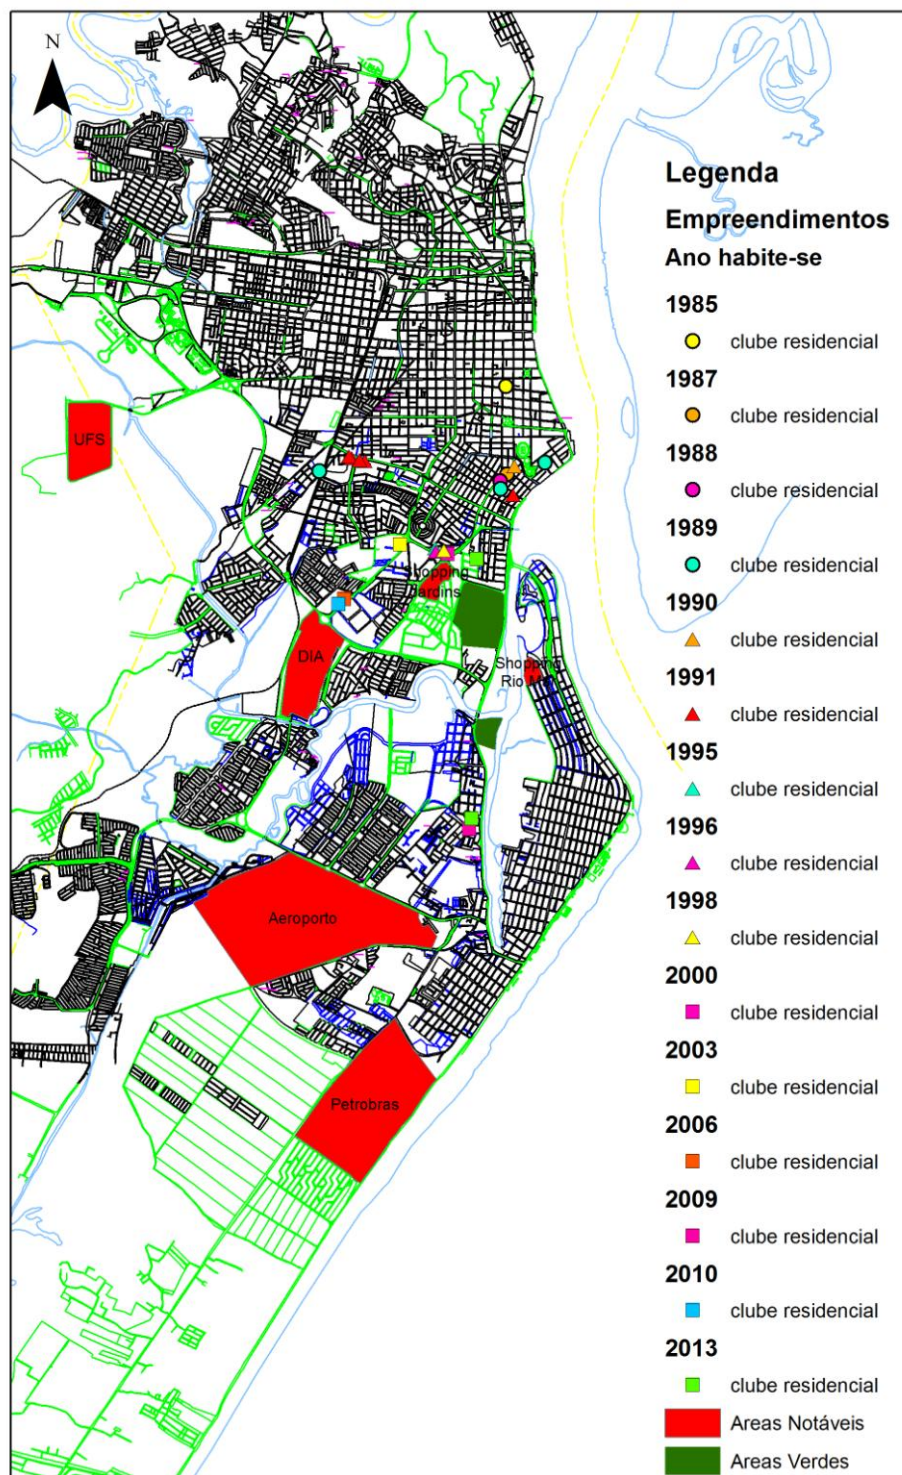 N
Legenda
Empreendimentos
Ano habite-se
1985
clube residencial
1987
clube residencial
1988
clube residencial
1989
clube residencial
1990
clube residencial
1991
clube residencial
1995
clube residencial
1996
clube residencial
1998
clube residencial
2000
clube residencial
2003
clube residencial
2006
clube residencial
2009
clube residencial
2010
clube residencial
2013
clube residencial
Areas Notáveis
Areas Verdes
UFS
Shopping
Jardins
DIA
Shopping
Rio
Aeroporto
Petrobras